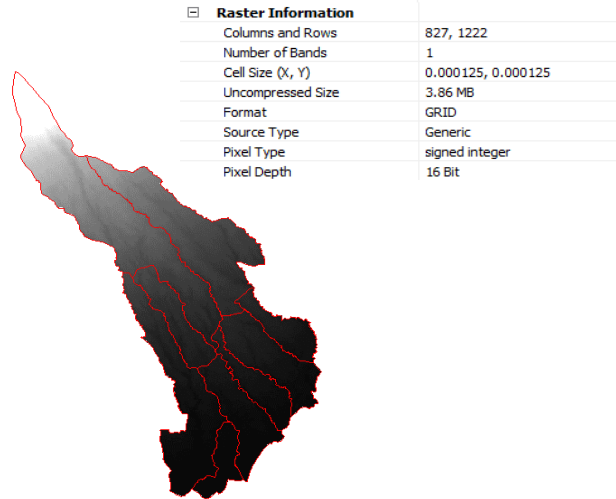 Raster Information
Columns and Rows 827, 1222
Number of Bands 1
Cell Size (X, Y) 0.000125, 0.000125
Uncompressed Size 3.86 MB
Format GRID
Source Type Generic
Pixel Type signed integer
Pixel Depth 16 Bit